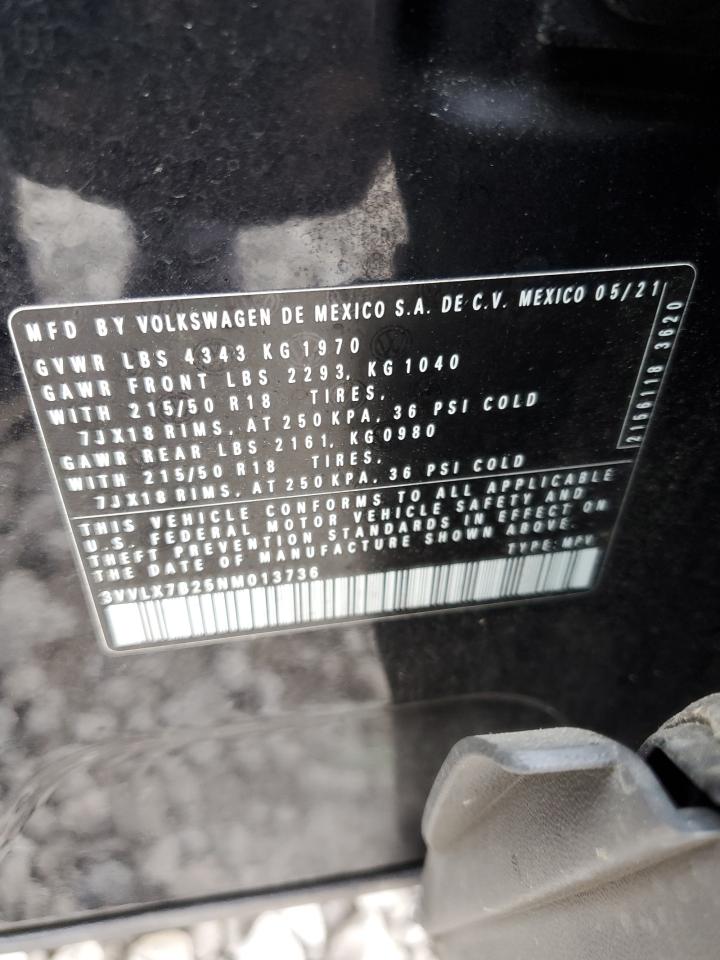 MFD BY VOLKSWAGEN DE MEXICO S.A. DE C.V. MEXICO 05/21
GVWR LBS 4343 KG 1970
GAWR FRONT LBS 2293, KG 1040
WITH 215/50 R18 TIRES,
7JX18 RIMS, AT 250 KPA, 36 PSI COLD
GAWR REAR LBS 2161, KG 0980
WITH 215/50 R18 TIRES,
7JX18 RIMS, AT 250 KPA, 36 PSI COLD
2156118 3620
THIS VEHICLE CONFORMS TO ALL APPLICABLE
U.S. FEDERAL MOTOR VEHICLE SAFETY AND
THEFT PREVENTION STANDARDS IN EFFECT ON
THE DATE OF MANUFACTURE SHOWN ABOVE.
TYPE: MPV
3VVLX7B25NM013736